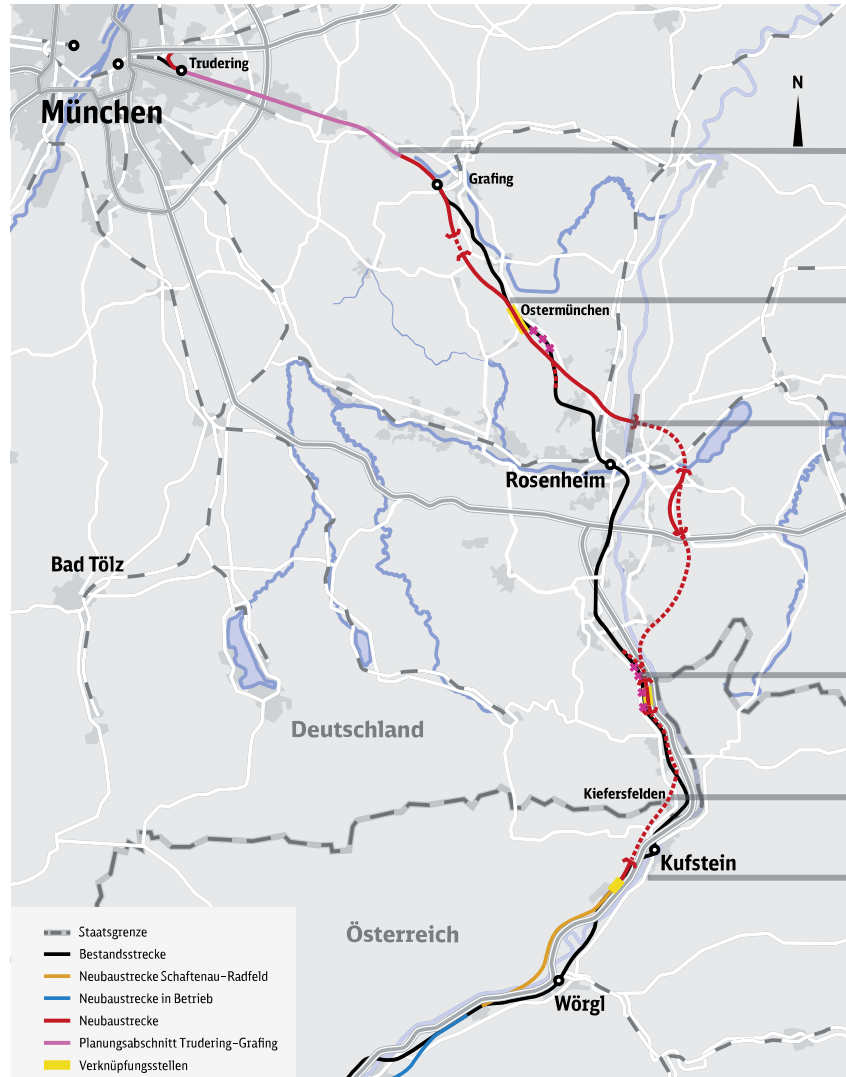 Trudering
München
N
Grafing
Ostermünchen
Rosenheim
Bad Tölz
Deutschland
Kiefersfelden
Kufstein
Österreich
Wörgl
Staatsgrenze
Bestandsstrecke
Neubaustrecke Schaftenau–Radfeld
Neubaustrecke in Betrieb
Neubaustrecke
Planungsabschnitt Trudering–Grafing
Verknüpfungsstellen